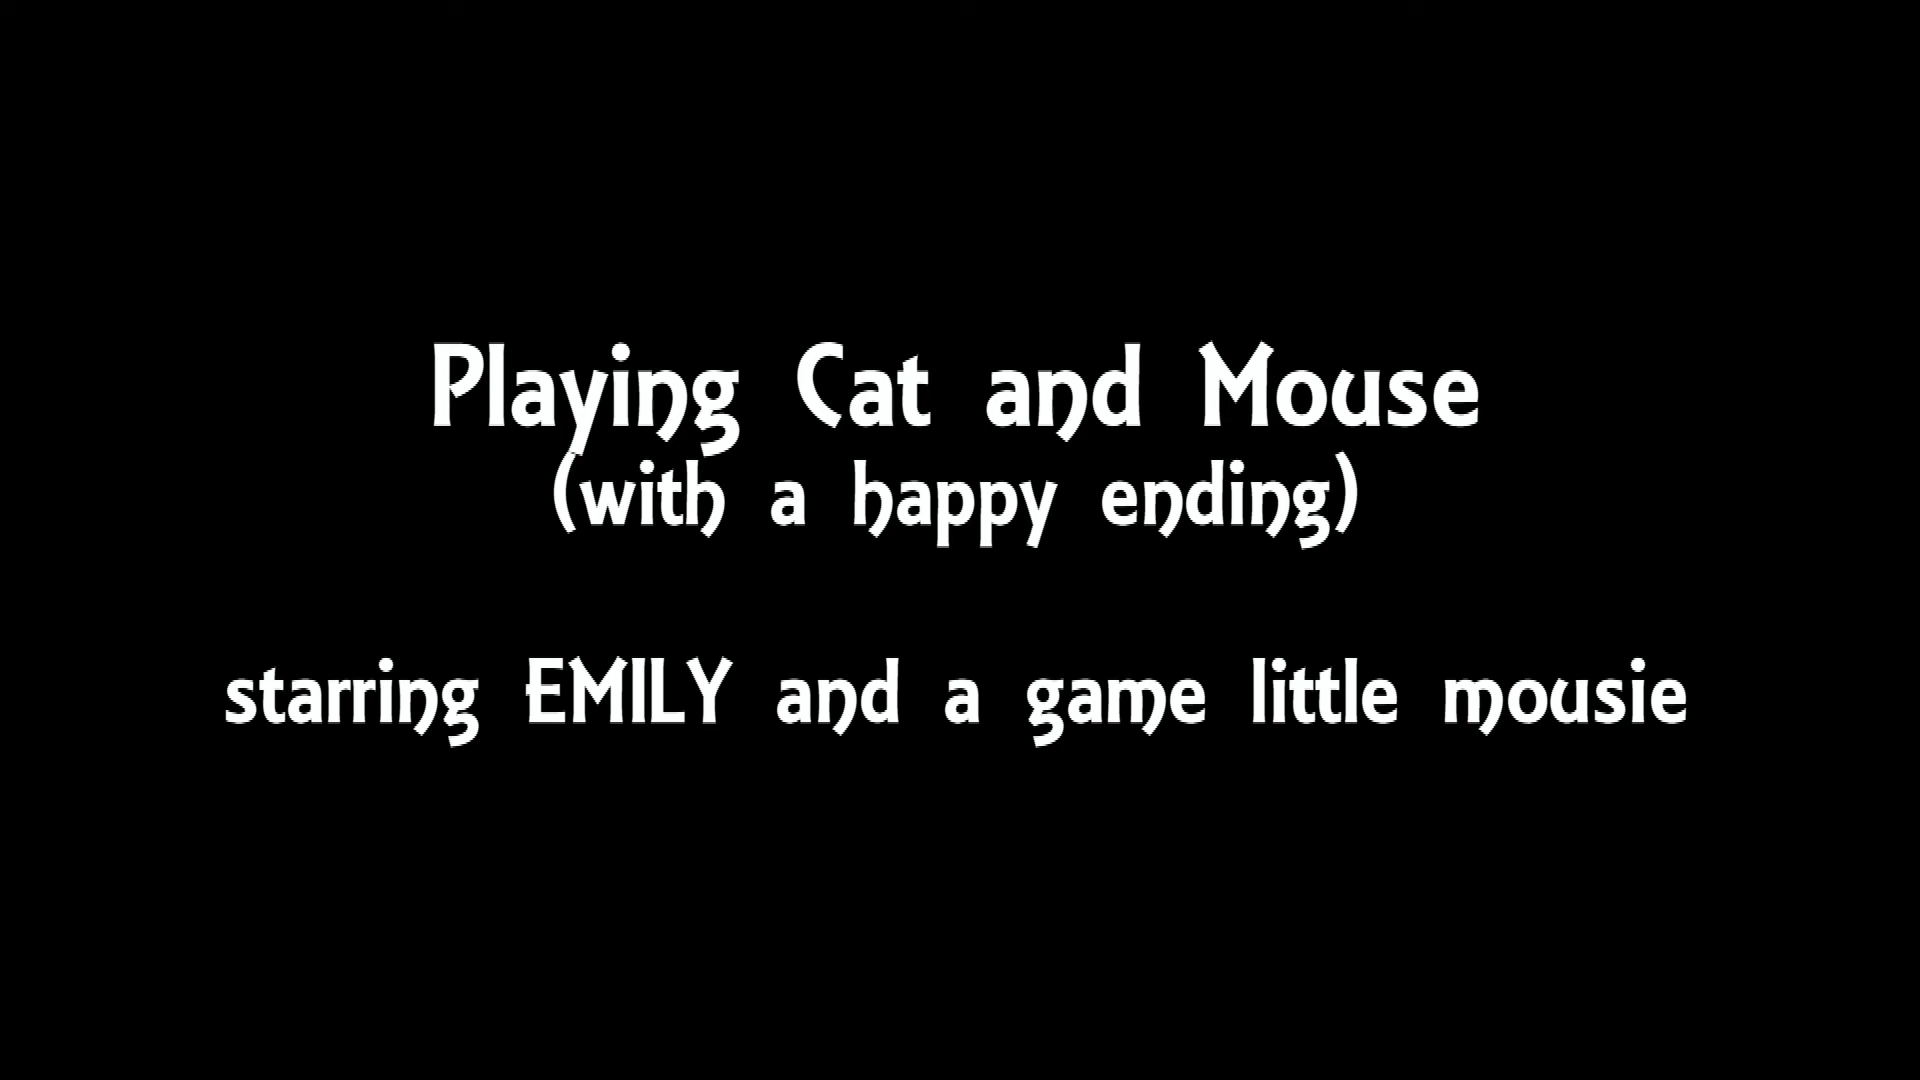 Playing Cat and Mouse
(with a happy ending)
starring EMILY and a game little mousie